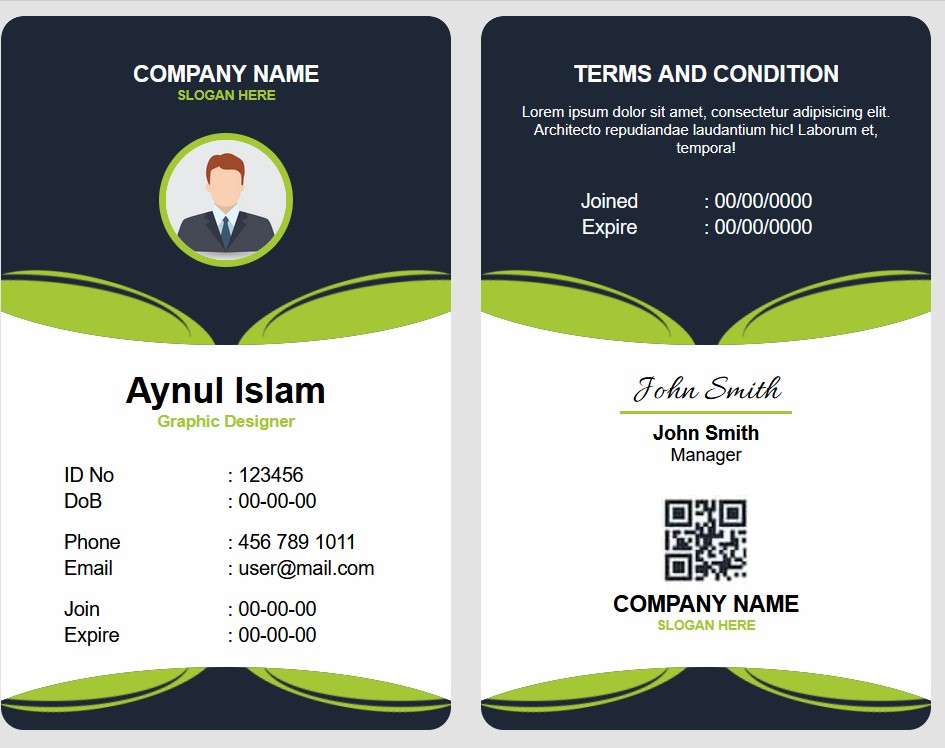 COMPANY NAME
SLOGAN HERE
Aynul Islam
Graphic Designer
ID No : 123456
DoB : 00-00-00
Phone : 456 789 1011
Email : user@mail.com
Join : 00-00-00
Expire : 00-00-00
TERMS AND CONDITION
Lorem ipsum dolor sit amet, consectetur adipisicing elit.
Architecto repudiandae laudantium hic! Laborum et,
tempora!
Joined : 00/00/0000
Expire : 00/00/0000
John Smith
John Smith
Manager
COMPANY NAME
SLOGAN HERE